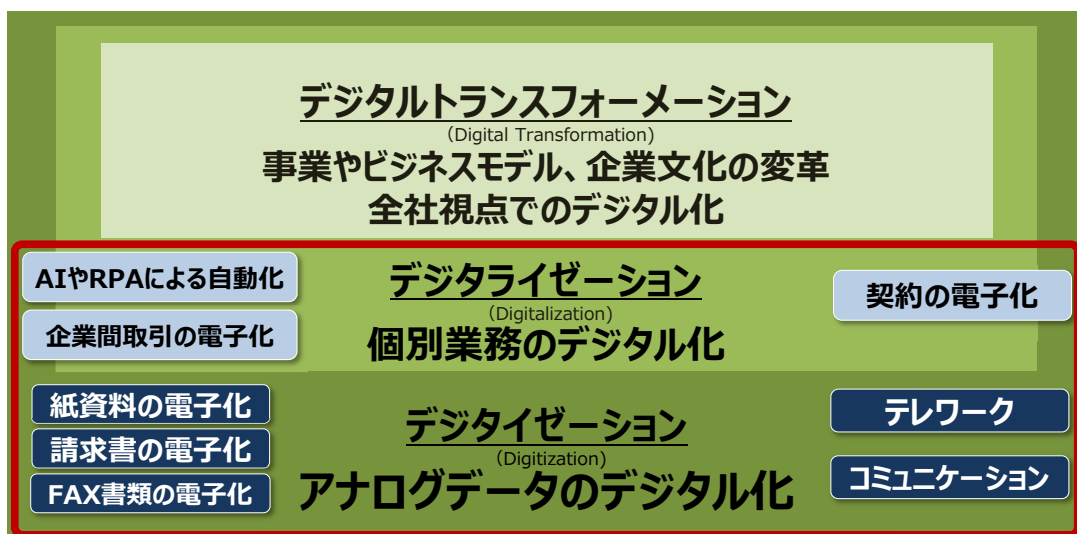 デジタルトランスフォーメーション
(Digital Transformation)
事業やビジネスモデル、企業文化の変革
全社視点でのデジタル化
AIやRPAによる自動化
企業間取引の電子化
デジタライゼーション
(Digitalization)
個別業務のデジタル化
契約の電子化
紙資料の電子化
請求書の電子化
FAX書類の電子化
デジタイゼーション
(Digitization)
アナログデータのデジタル化
テレワーク
コミュニケーション